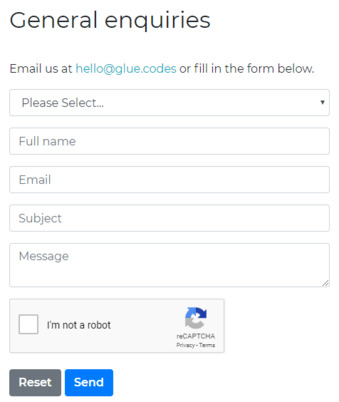 General enquiries
Email us at hello@glue.codes or fill in the form below.
Please Select...
Full name
Email
Subject
Message
I'm not a robot
reCAPTCHA
Privacy - Terms
Reset Send